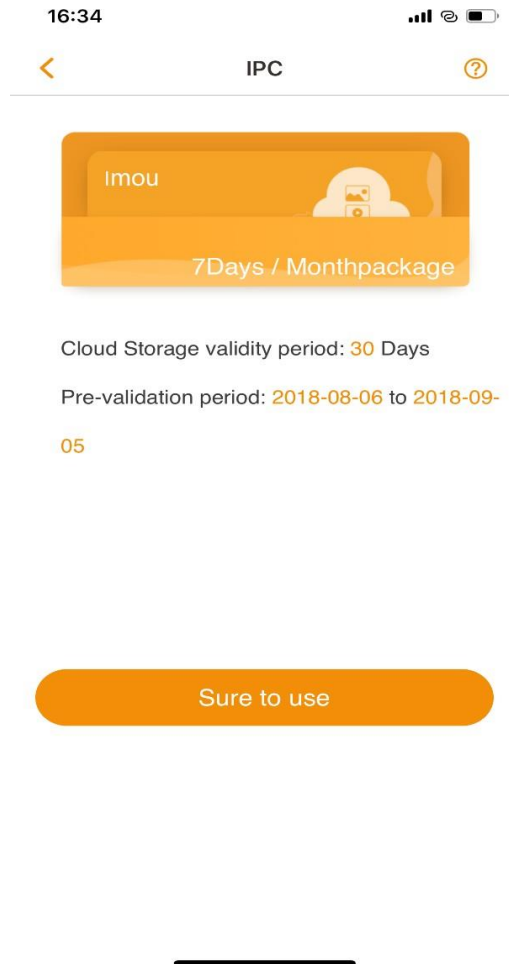 16:34
IPC
Imou
7Days / Monthpackage
Cloud Storage validity period: 30 Days
Pre-validation period: 2018-08-06 to 2018-09-
05
Sure to use